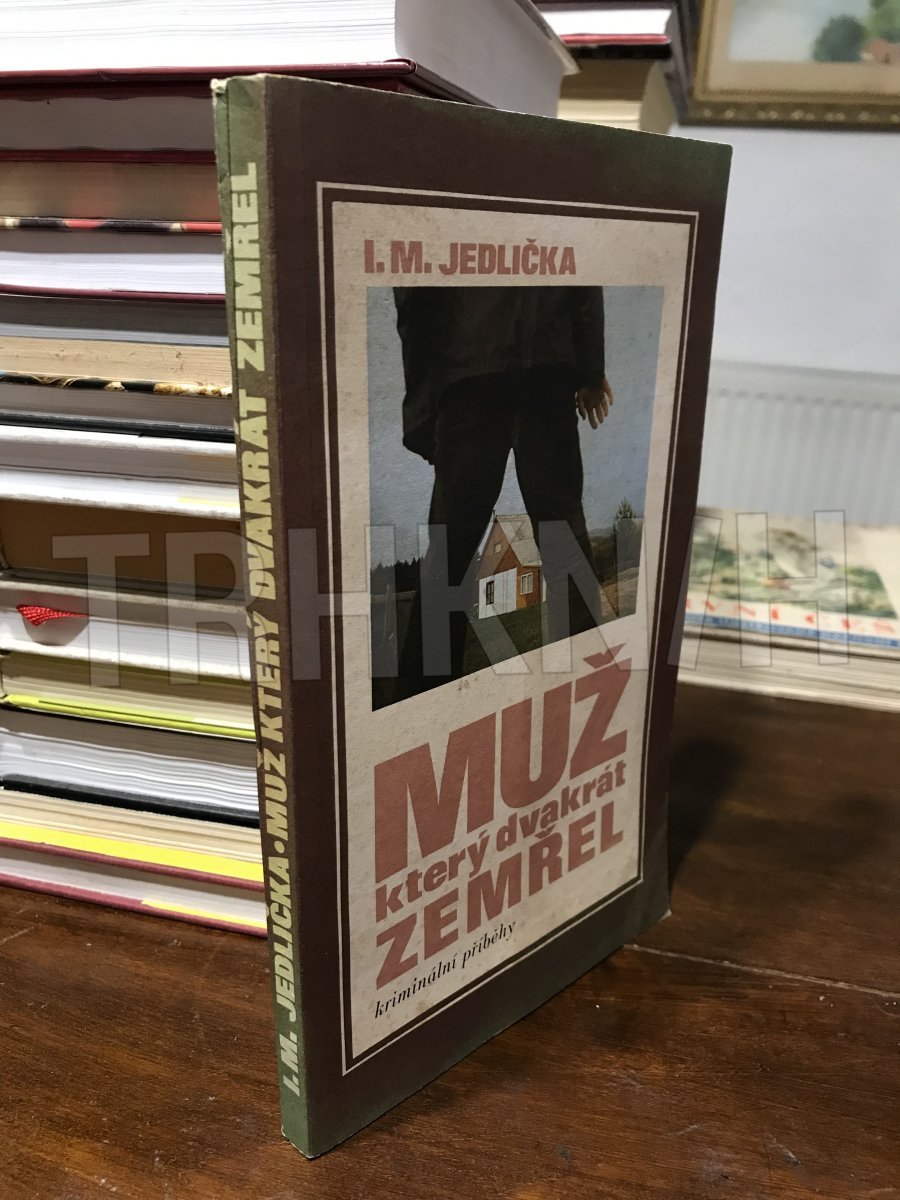 I. M. JEDLIČKA
MUŽ
který dvakrát
ZEMŘEL
kriminální příběhy
I. M. JEDLIČKA • MUŽ KTERÝ DVAKRÁT ZEMŘEL
TRHKNIH